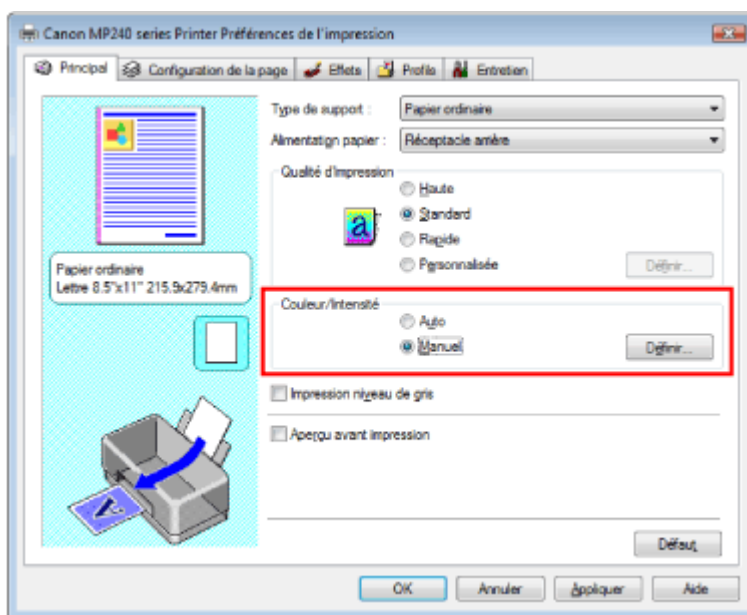 Canon MP240 series Printer Préférences de l'impression
Principal Configuration de la page Effets Profils Entretien
Type de support : Papier ordinaire
Alimentation papier : Réceptacle arrière
Qualité d'impression
Haute
a Standard
Rapide
Personnalisée Définir...
Papier ordinaire
Lettre 8.5"x11" 215.9x279.4mm
Couleur/Intensité
Auto
Manuel Définir...
Impression niveau de gris
Aperçu avant impression
Défaut
OK Annuler Appliquer Aide